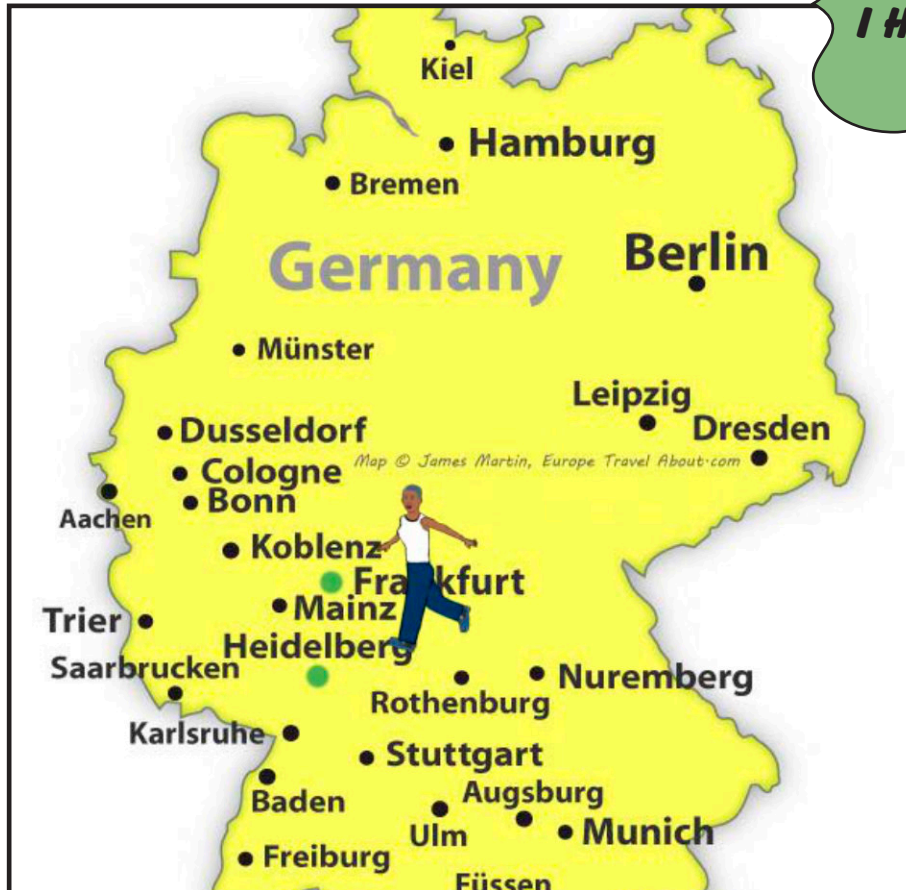 I H
Kiel
Hamburg
Bremen
Germany
Berlin
Münster
Leipzig
Dusseldorf
Dresden
Map © James Martin, Europe Travel About.com
Cologne
Bonn
Aachen
Koblenz
Frankfurt
Mainz
Trier
Heidelberg
Saarbrucken
Nuremberg
Rothenburg
Karlsruhe
Stuttgart
Baden
Augsburg
Ulm
Munich
Freiburg
Füssen